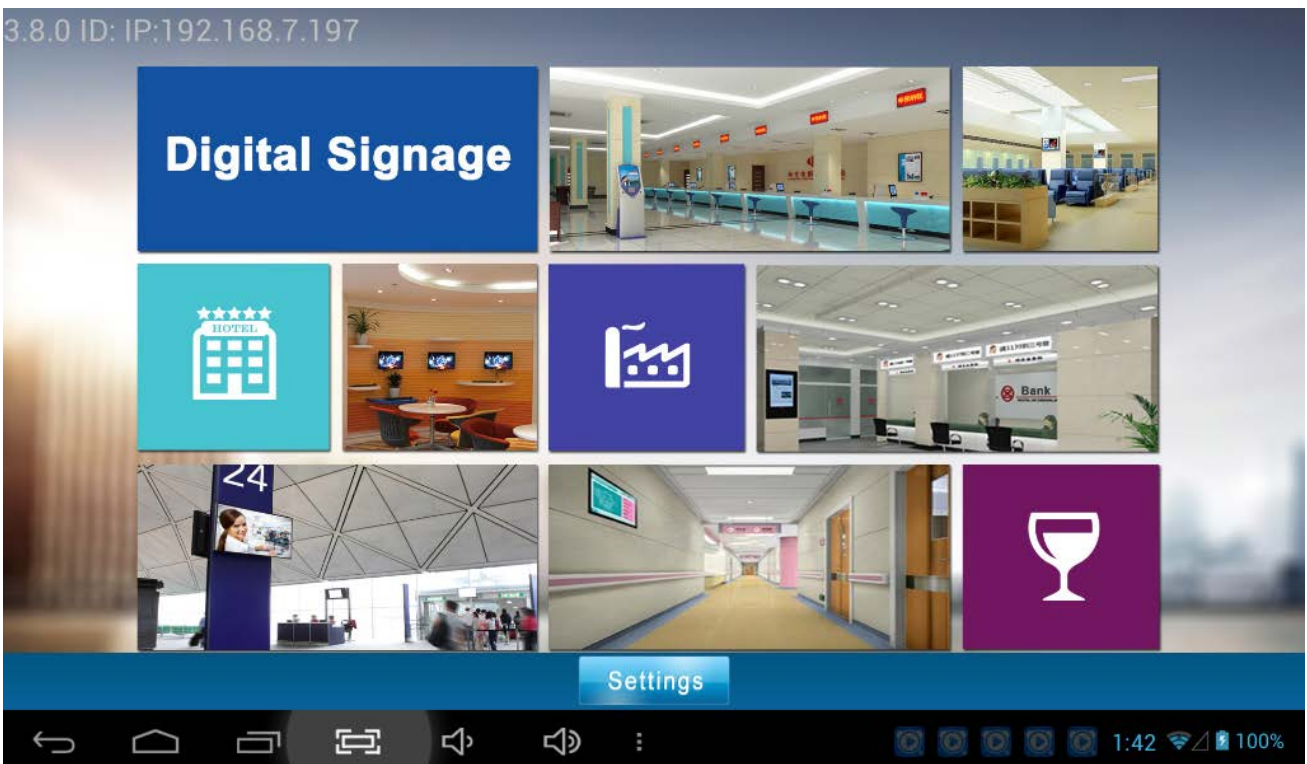 3.8.0 ID: IP:192.168.7.197
Digital Signage
HOTEL
24
Bank
Settings
1:42
100%